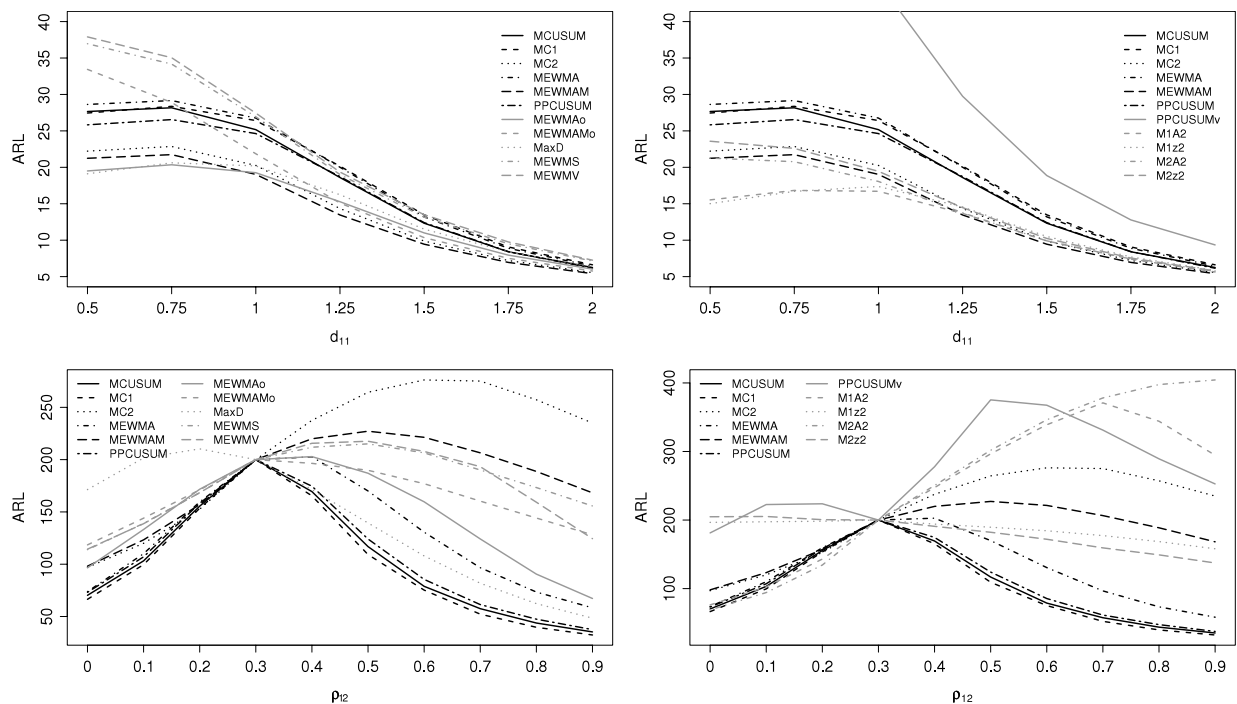 ARL
40
35
30
25
20
15
10
5
0.5 0.75 1 1.25 1.5 1.75 2
d11
MCUSUM
MC1
MC2
MEWMA
MEWMAM
PPCUSUM
MEWMAo
MEWMAMo
MaxD
MEWMS
MEWMV
ARL
40
35
30
25
20
15
10
5
0.5 0.75 1 1.25 1.5 1.75 2
d11
MCUSUM
MC1
MC2
MEWMA
MEWMAM
PPCUSUM
PPCUSUMv
M1A2
M1z2
M2A2
M2z2
ARL
250
200
150
100
50
0 0.1 0.2 0.3 0.4 0.5 0.6 0.7 0.8 0.9
ρ12
MCUSUM
MC1
MC2
MEWMA
MEWMAM
PPCUSUM
MEWMAo
MEWMAMo
MaxD
MEWMS
MEWMV
ARL
400
300
200
100
0 0.1 0.2 0.3 0.4 0.5 0.6 0.7 0.8 0.9
ρ12
MCUSUM
MC1
MC2
MEWMA
MEWMAM
PPCUSUM
PPCUSUMv
M1A2
M1z2
M2A2
M2z2